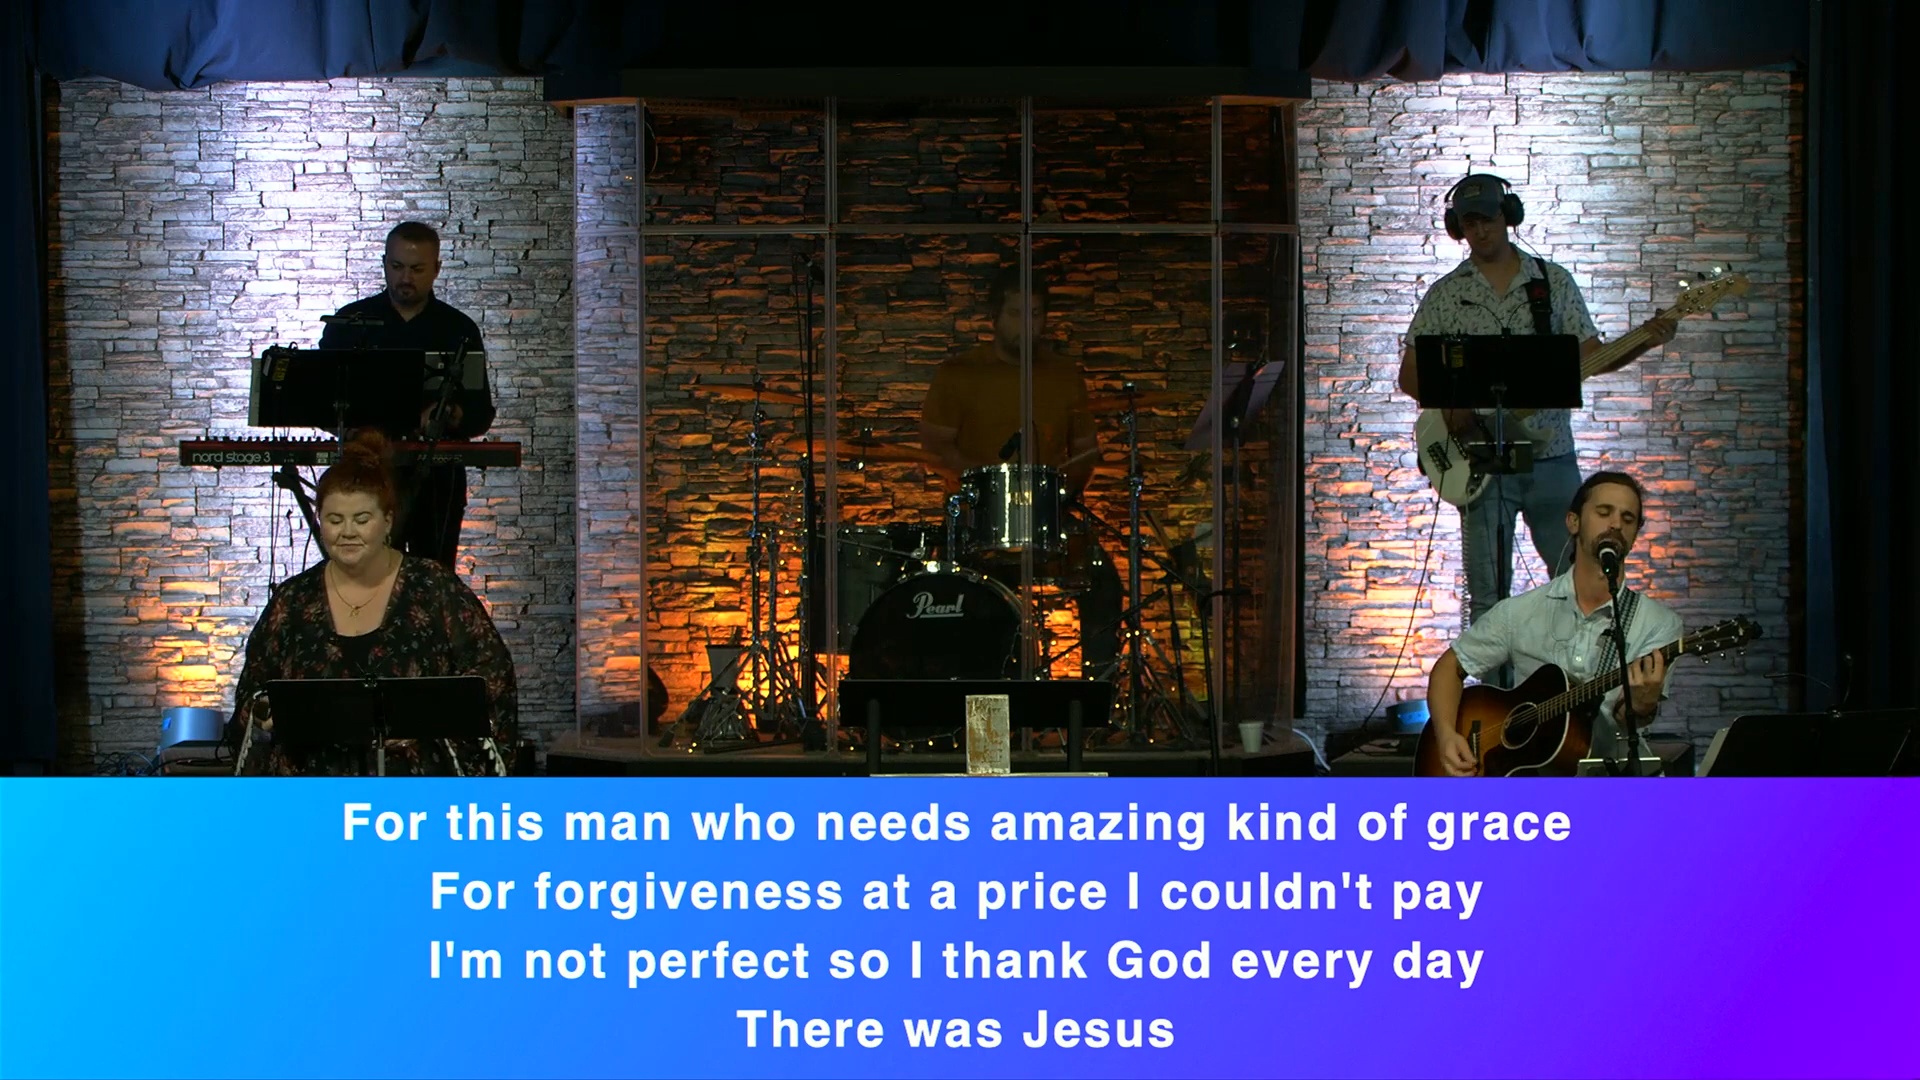 nord stage 3
Pearl
For this man who needs amazing kind of grace
For forgiveness at a price I couldn't pay
I'm not perfect so I thank God every day
There was Jesus